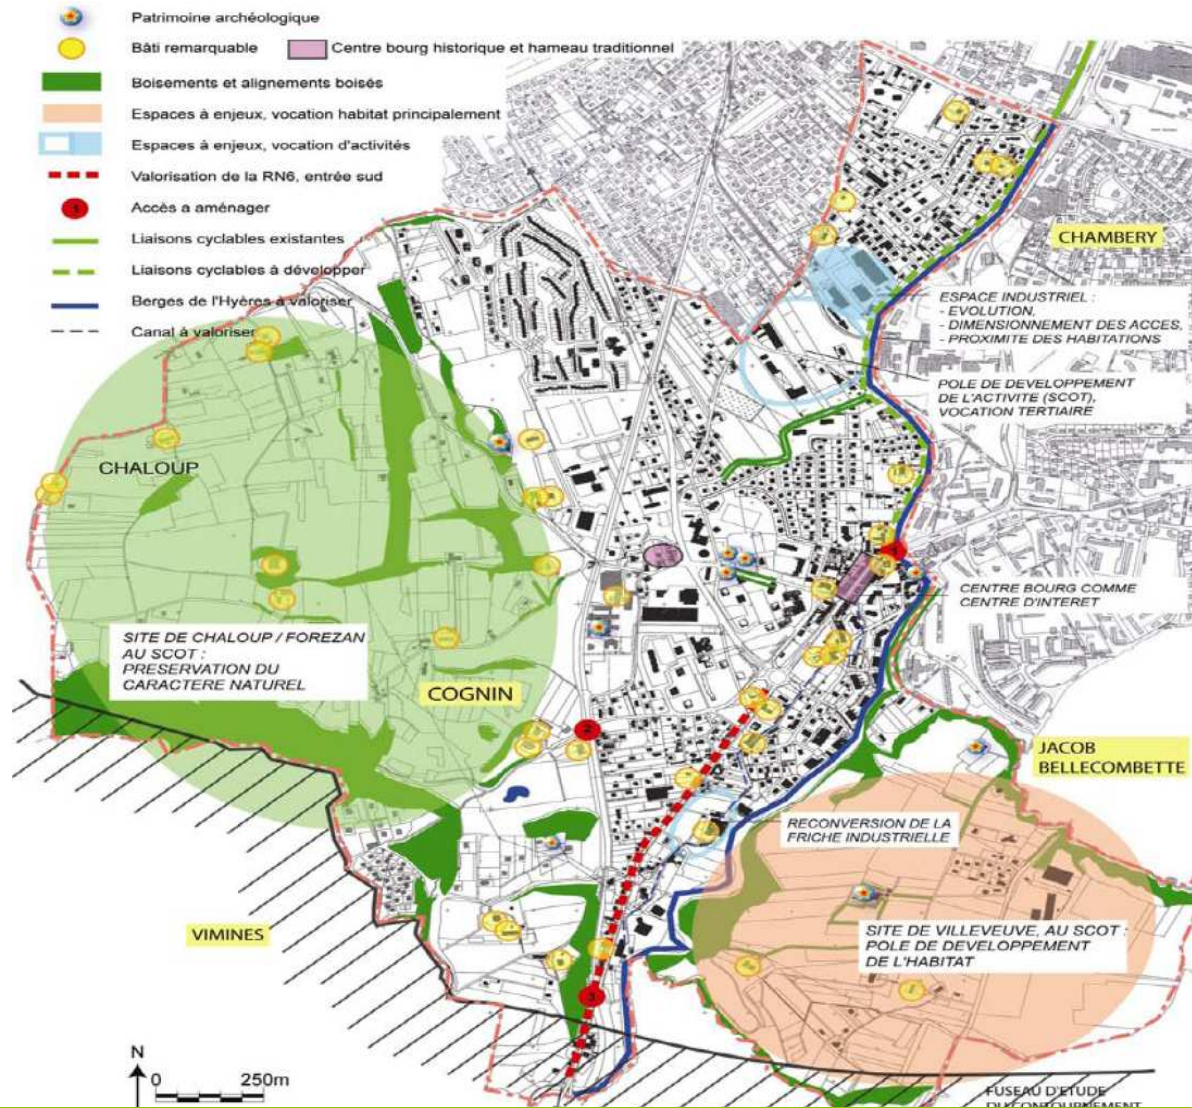 Patrimoine archéologique
Bâti remarquable
Centre bourg historique et hameau traditionnel
Boisements et alignements boisés
Espaces à enjeux, vocation habitat principalement
Espaces à enjeux, vocation d'activités
Valorisation de la RN6, entrée sud
Accès a aménager
Liaisons cyclables existantes
Liaisons cyclables à développer
Berges de l'Hyères à valoriser
Canal à valoriser
CHAMBERY
ESPACE INDUSTRIEL :
- EVOLUTION,
- DIMENSIONNEMENT DES ACCES,
- PROXIMITE DES HABITATIONS
POLE DE DEVELOPPEMENT
DE L'ACTIVITE (SCOT),
VOCATION TERTIAIRE
CHALOUP
1
CENTRE BOURG COMME
CENTRE D'INTERET
SITE DE CHALOUP / FOREZAN
AU SCOT :
PRESERVATION DU
CARACTERE NATUREL
COGNIN
2
JACOB
BELLECOMBETTE
RECONVERSION DE LA
FRICHE INDUSTRIELLE
VIMINES
SITE DE VILLEVEUVE, AU SCOT :
POLE DE DEVELOPPEMENT
DE L'HABITAT
3
N
0 250m
FUSEAU D'ETUDE
DU CONTOURNEMENT